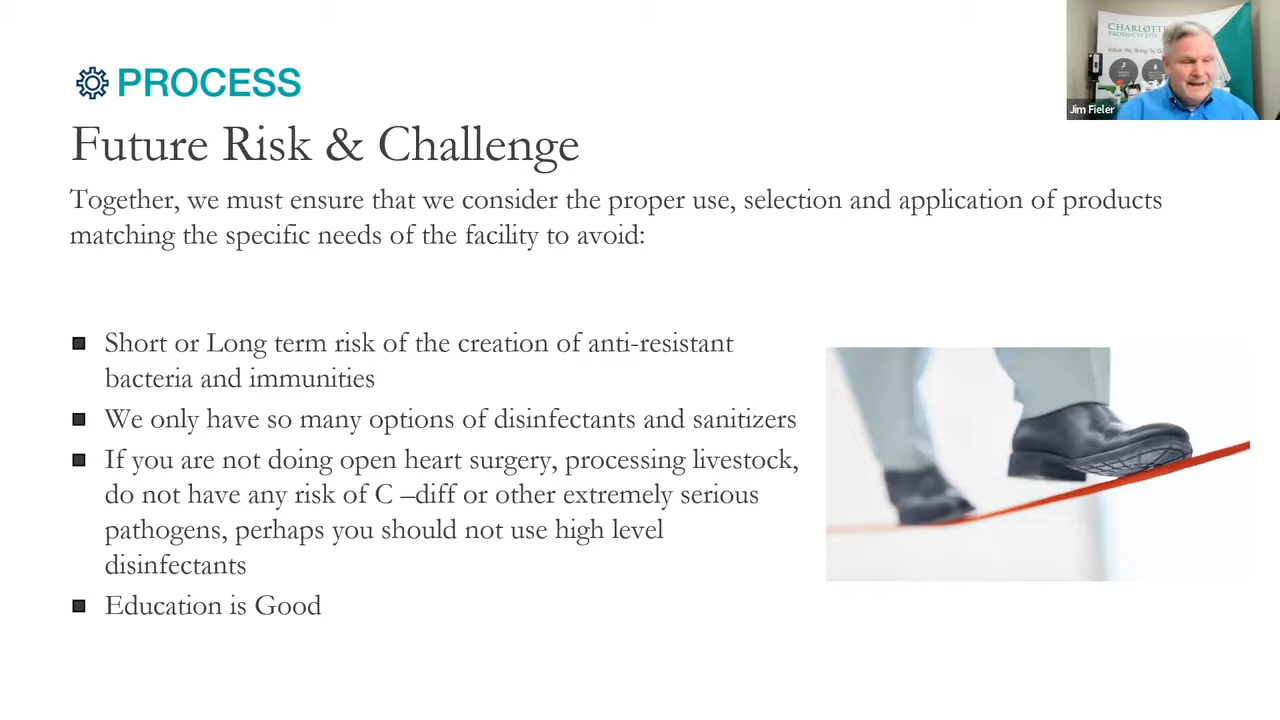 PROCESS
Future Risk & Challenge
Together, we must ensure that we consider the proper use, selection and application of products
matching the specific needs of the facility to avoid:
Short or Long term risk of the creation of anti-resistant
bacteria and immunities
We only have so many options of disinfectants and sanitizers
If you are not doing open heart surgery, processing livestock,
do not have any risk of C –diff or other extremely serious
pathogens, perhaps you should not use high level
disinfectants
Education is Good
CHARLOTTE
PRODUCTS LTD.
Value We Bring To
Jim Fieler